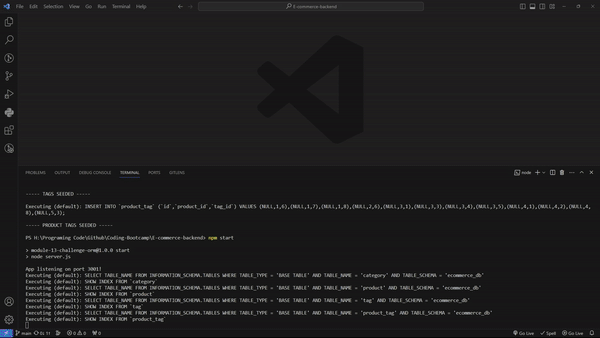 File Edit Selection View Go Run Terminal Help
E-commerce-backend
PROBLEMS OUTPUT DEBUG CONSOLE TERMINAL PORTS GITLENS
node
----- TAGS SEEDED -----
Executing (default): INSERT INTO `product_tag` (`id`,`product_id`,`tag_id`) VALUES (NULL,1,6),(NULL,1,7),(NULL,1,8),(NULL,2,6),(NULL,3,1),(NULL,3,3),(NULL,3,4),(NULL,3,5),(NULL,4,1),(NULL,4,2),(NULL,4,
8),(NULL,5,3);
----- PRODUCT TAGS SEEDED -----
PS H:\Programing Code\Github\Coding-Bootcamp\E-commerce-backend> npm start
> module-13-challenge-orm@1.0.0 start
> node server.js
App listening on port 3001!
Executing (default): SELECT TABLE_NAME FROM INFORMATION_SCHEMA.TABLES WHERE TABLE_TYPE = 'BASE TABLE' AND TABLE_NAME = 'category' AND TABLE_SCHEMA = 'ecommerce_db'
Executing (default): SHOW INDEX FROM `category`
Executing (default): SELECT TABLE_NAME FROM INFORMATION_SCHEMA.TABLES WHERE TABLE_TYPE = 'BASE TABLE' AND TABLE_NAME = 'product' AND TABLE_SCHEMA = 'ecommerce_db'
Executing (default): SHOW INDEX FROM `product`
Executing (default): SELECT TABLE_NAME FROM INFORMATION_SCHEMA.TABLES WHERE TABLE_TYPE = 'BASE TABLE' AND TABLE_NAME = 'tag' AND TABLE_SCHEMA = 'ecommerce_db'
Executing (default): SHOW INDEX FROM `tag`
Executing (default): SELECT TABLE_NAME FROM INFORMATION_SCHEMA.TABLES WHERE TABLE_TYPE = 'BASE TABLE' AND TABLE_NAME = 'product_tag' AND TABLE_SCHEMA = 'ecommerce_db'
Executing (default): SHOW INDEX FROM `product_tag`
main 0↓ 1↑ 0 0 0 Go Live Spell Go Live